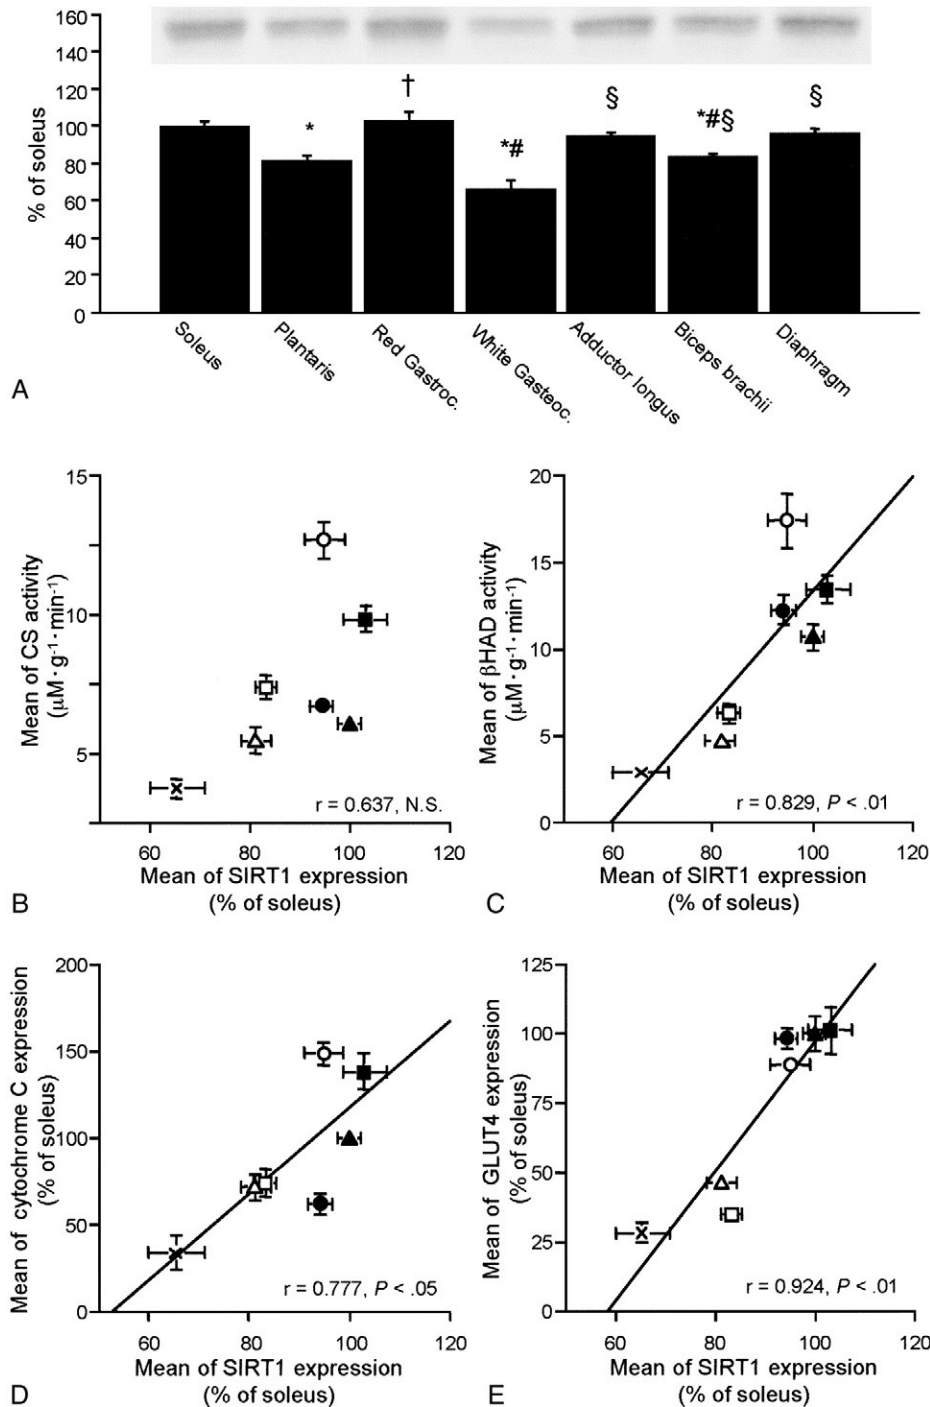 160
140
120
100
80
60
40
20
0
% of soleus
*
†
*#
§
*#§
§
Soleus
Plantaris
Red Gastroc.
White Gasteoc.
Adductor longus
Biceps brachii
Diaphragm
A
15
10
5
Mean of CS activity
(μM·g⁻¹·min⁻¹)
r = 0.637, N.S.
60 80 100 120
Mean of SIRT1 expression
(% of soleus)
B
20
15
10
5
0
Mean of βHAD activity
(μM·g⁻¹·min⁻¹)
r = 0.829, P < .01
60 80 100 120
Mean of SIRT1 expression
(% of soleus)
C
200
150
100
50
0
Mean of cytochrome C expression
(% of soleus)
r = 0.777, P < .05
60 80 100 120
Mean of SIRT1 expression
(% of soleus)
D
125
100
75
50
25
0
Mean of GLUT4 expression
(% of soleus)
r = 0.924, P < .01
60 80 100 120
Mean of SIRT1 expression
(% of soleus)
E